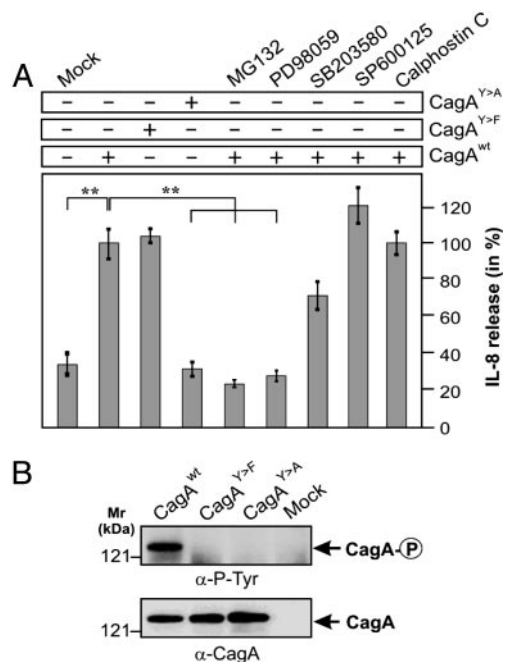 A
Mock
MG132
PD98059
SB203580
SP600125
Calphostin C
− − − + − − − − − CagA^Y>A
− − + − − − − − − CagA^Y>F
− + − − + + + + + CagA^wt
** **
120
100
80
60
40
20
0
IL-8 release (in %)
B
CagA^wt
CagA^Y>F
CagA^Y>A
Mock
Mr
(kDa)
121
CagA-Ⓟ
α-P-Tyr
121
CagA
α-CagA